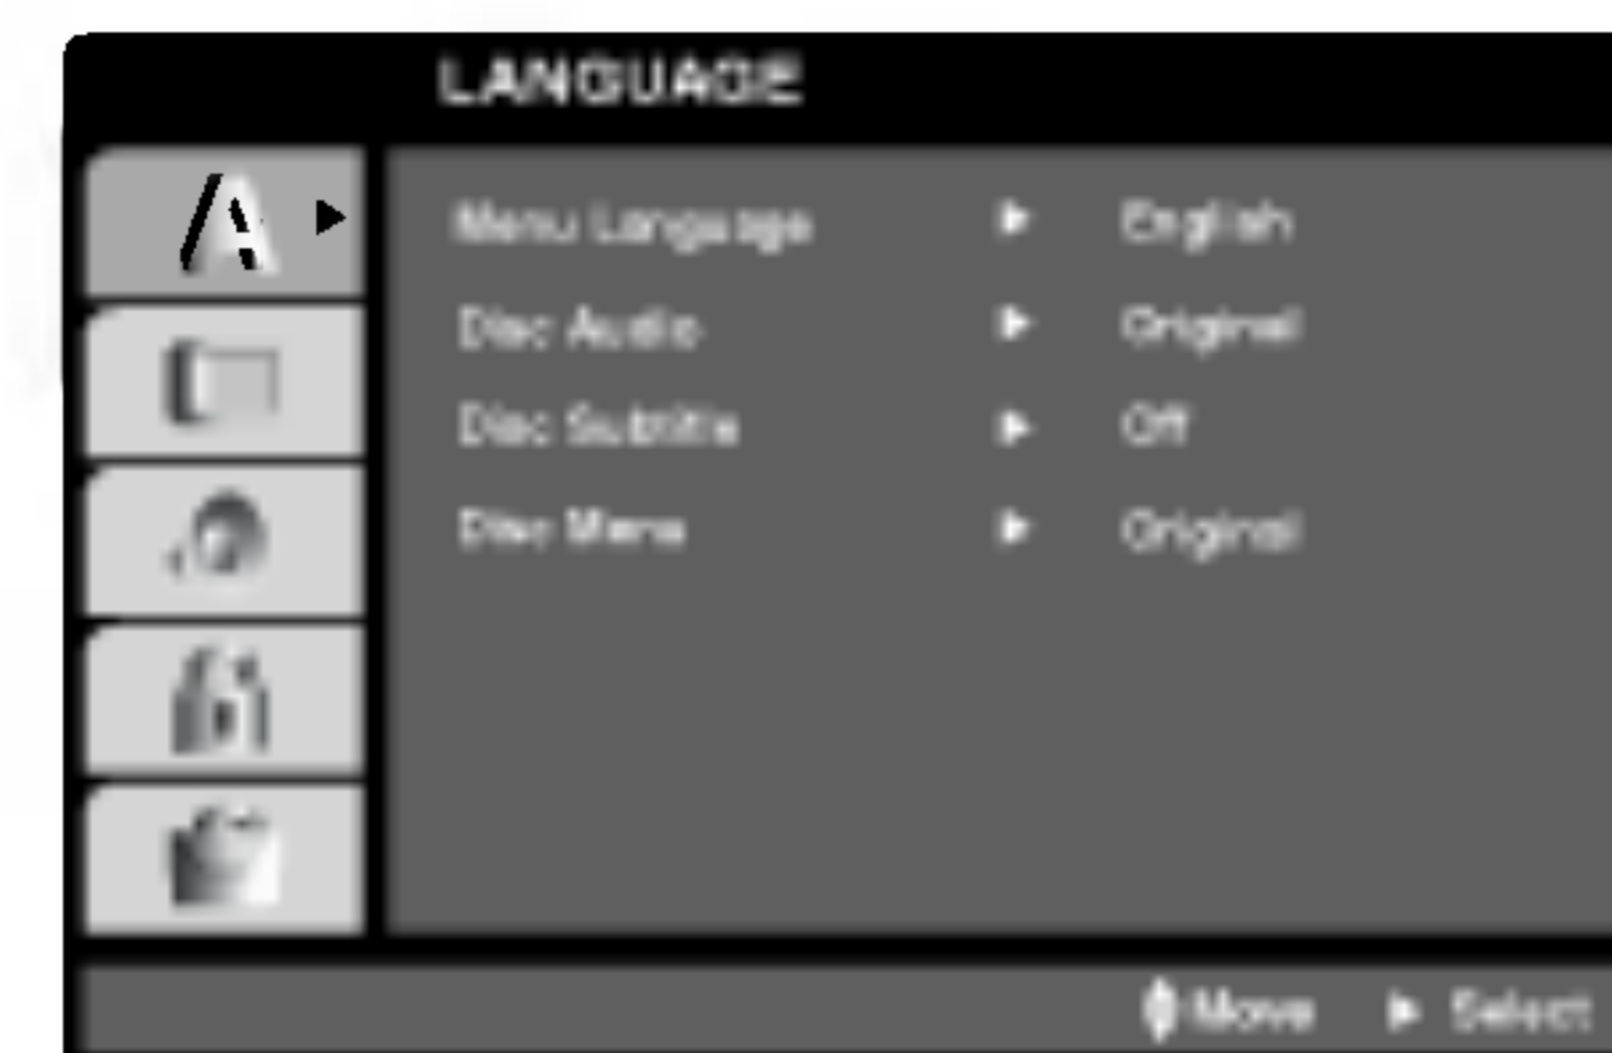 LANGUAGE
Menu Language ▶ English
Disc Audio ▶ Original
Disc Subtitle ▶ Off
Disc Menu ▶ Original
Move ▶ Select